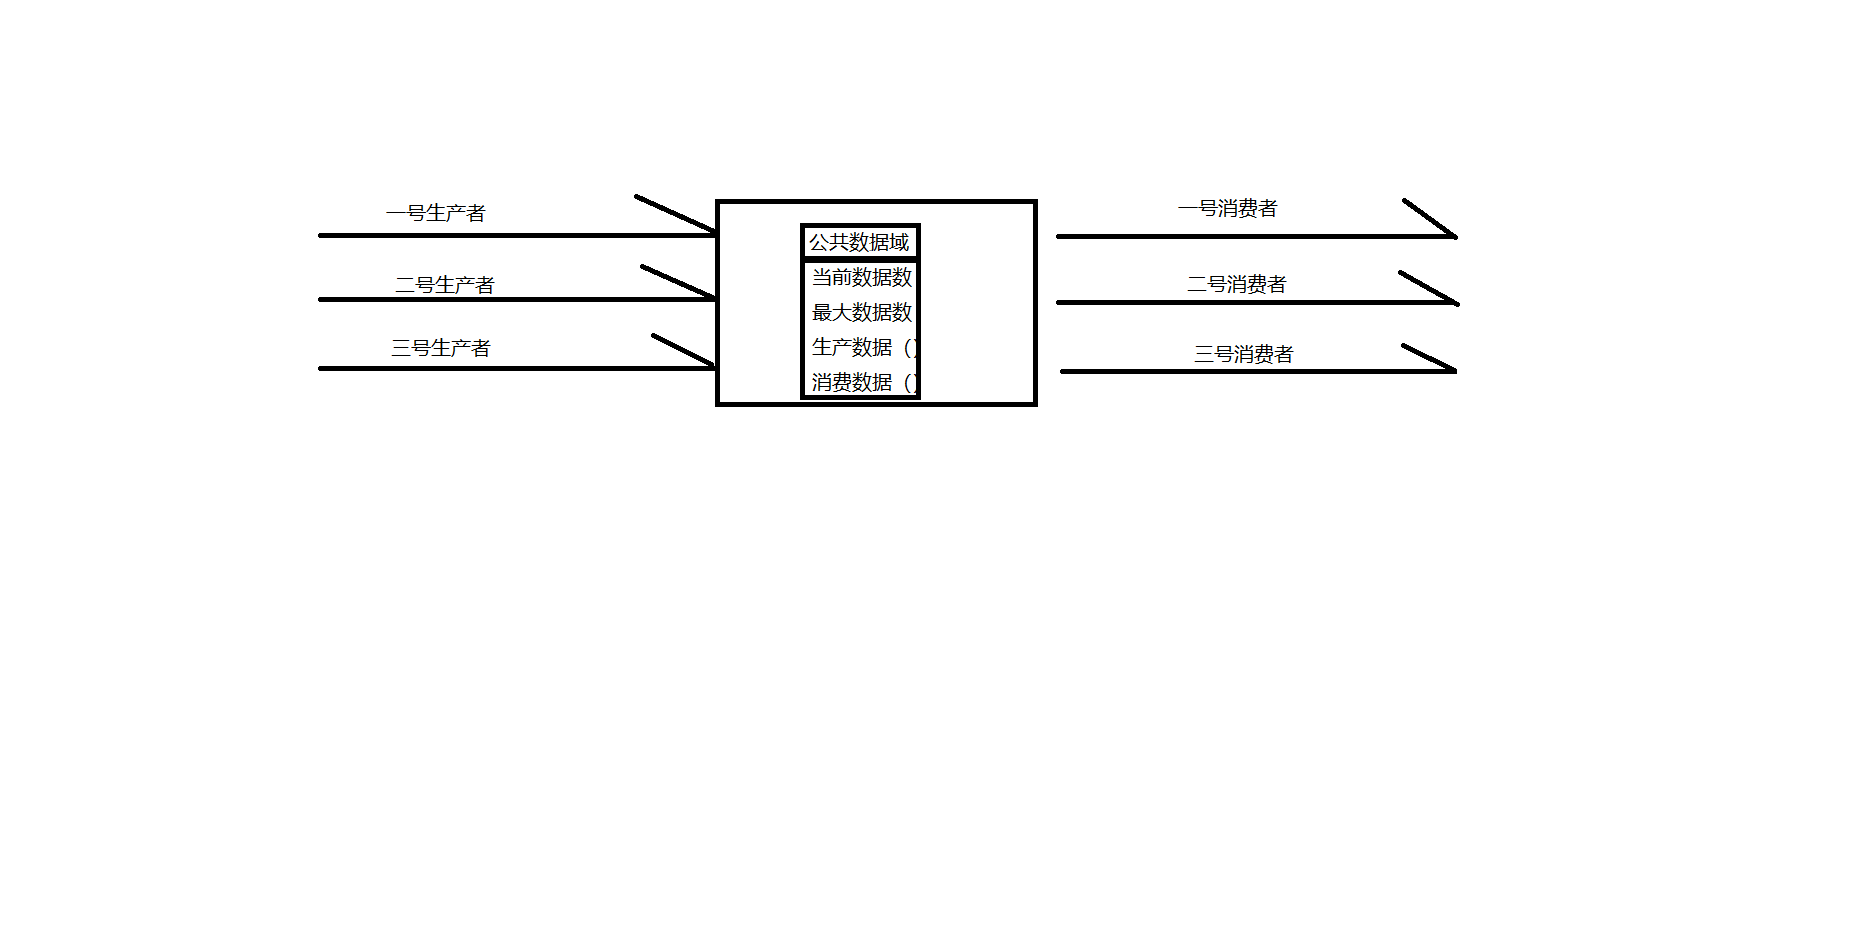 一号生产者
二号生产者
三号生产者
公共数据域
当前数据数
最大数据数
生产数据（）
消费数据（）
一号消费者
二号消费者
三号消费者